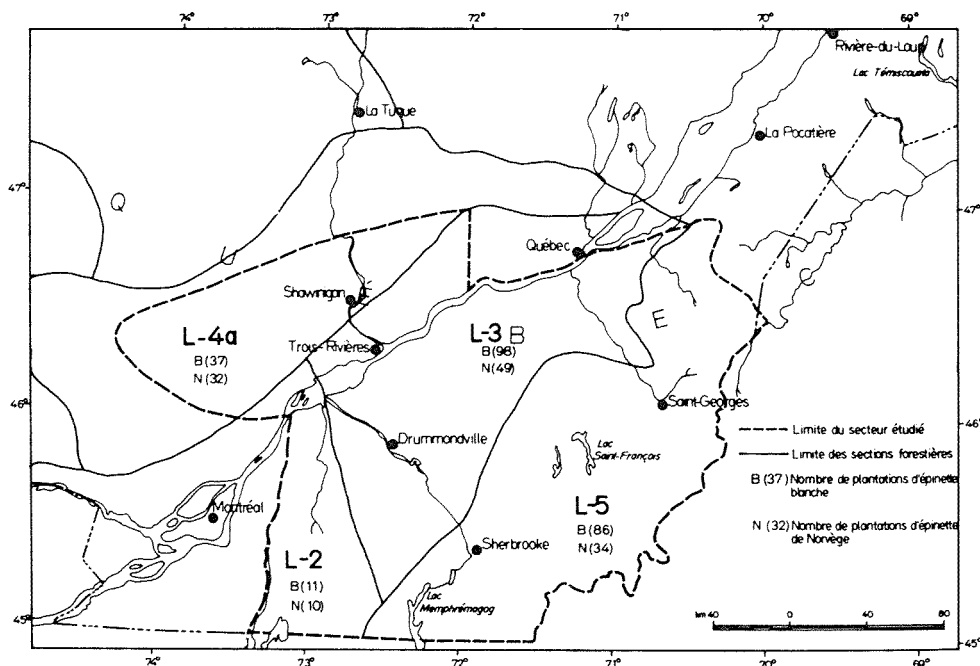 74° 73° 72° 71° 70° 69°
Rivière-du-Loup
Lac Témiscouata
La Tuque
La Pocatière
47° 47°
Q U É B E C
Québec
Shawinigan
L-4a
B(37)
N(32)
Trois-Rivières
L-3
B(98)
N(49)
46° 46°
Saint-Georges
Drummondville
Lac
Saint-François
Limite du secteur étudié
Limite des sections forestières
B (37) Nombre de plantations d'épinette
blanche
N (32) Nombre de plantations d'épinette
de Norvège
Montréal
L-5
B(86)
N(34)
L-2
B(11)
N(10)
Sherbrooke
Lac
Memphrémagog
45° 45°
km 40 0 40 80
74° 73° 72° 71° 70° 69°